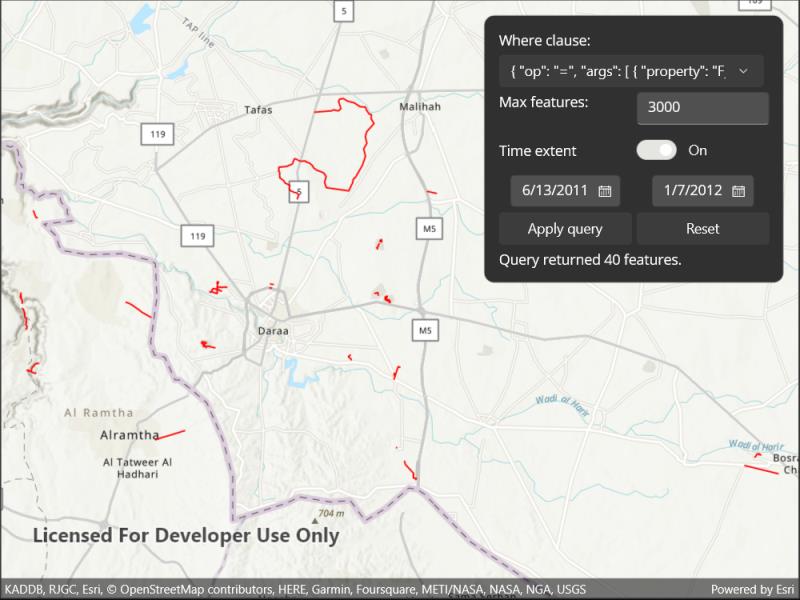 5
109
TAP line
Where clause:
{ "op": "=", "args": [ { "property": "F_
Max features:
3000
Tafas
Malihah
119
Time extent
On
5
6/13/2011
1/7/2012
119
M5
Apply query
Reset
Query returned 40 features.
Daraa
M5
Wadi al Harir
Al Ramtha
Alramtha
Al Tatweer Al
Hadhari
Wadi al Harir
Bosra
Ch
704 m
Licensed For Developer Use Only
KADDB, RJGC, Esri, © OpenStreetMap contributors, HERE, Garmin, Foursquare, METI/NASA, NASA, NGA, USGS
Powered by Esri